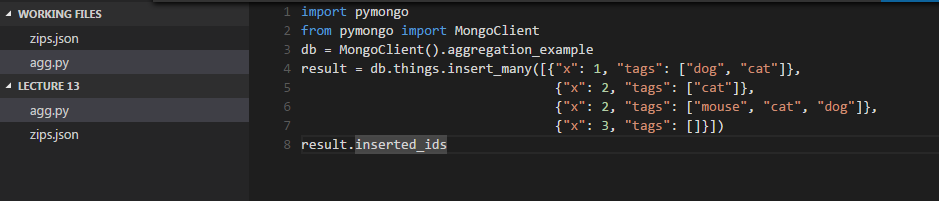 WORKING FILES
zips.json
agg.py
LECTURE 13
agg.py
zips.json
1 import pymongo
2 from pymongo import MongoClient
3 db = MongoClient().aggregation_example
4 result = db.things.insert_many([{"x": 1, "tags": ["dog", "cat"]},
5 {"x": 2, "tags": ["cat"]},
6 {"x": 2, "tags": ["mouse", "cat", "dog"]},
7 {"x": 3, "tags": []}])
8 result.inserted_ids